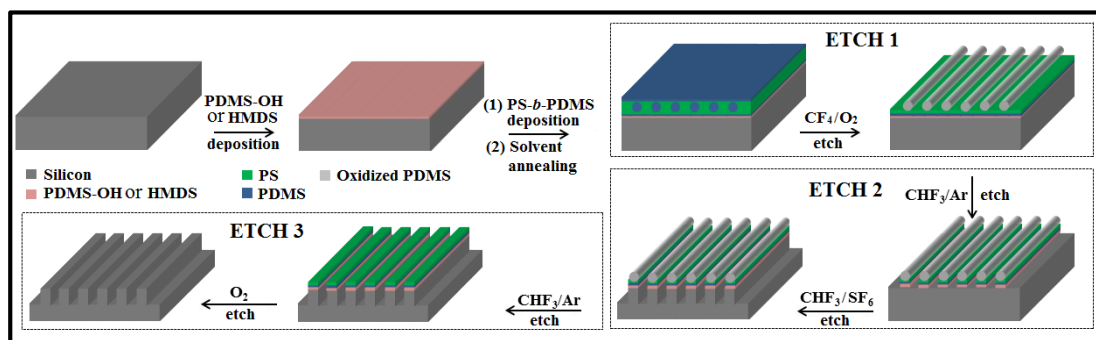 ETCH 1
PDMS-OH
or HMDS
deposition
(1) PS-b-PDMS
deposition
(2) Solvent
annealing
CF4/O2
etch
Silicon
PS
Oxidized PDMS
PDMS-OH or HMDS
PDMS
ETCH 2
CHF3/Ar etch
CHF3/SF6
etch
ETCH 3
CHF3/Ar
etch
O2
etch